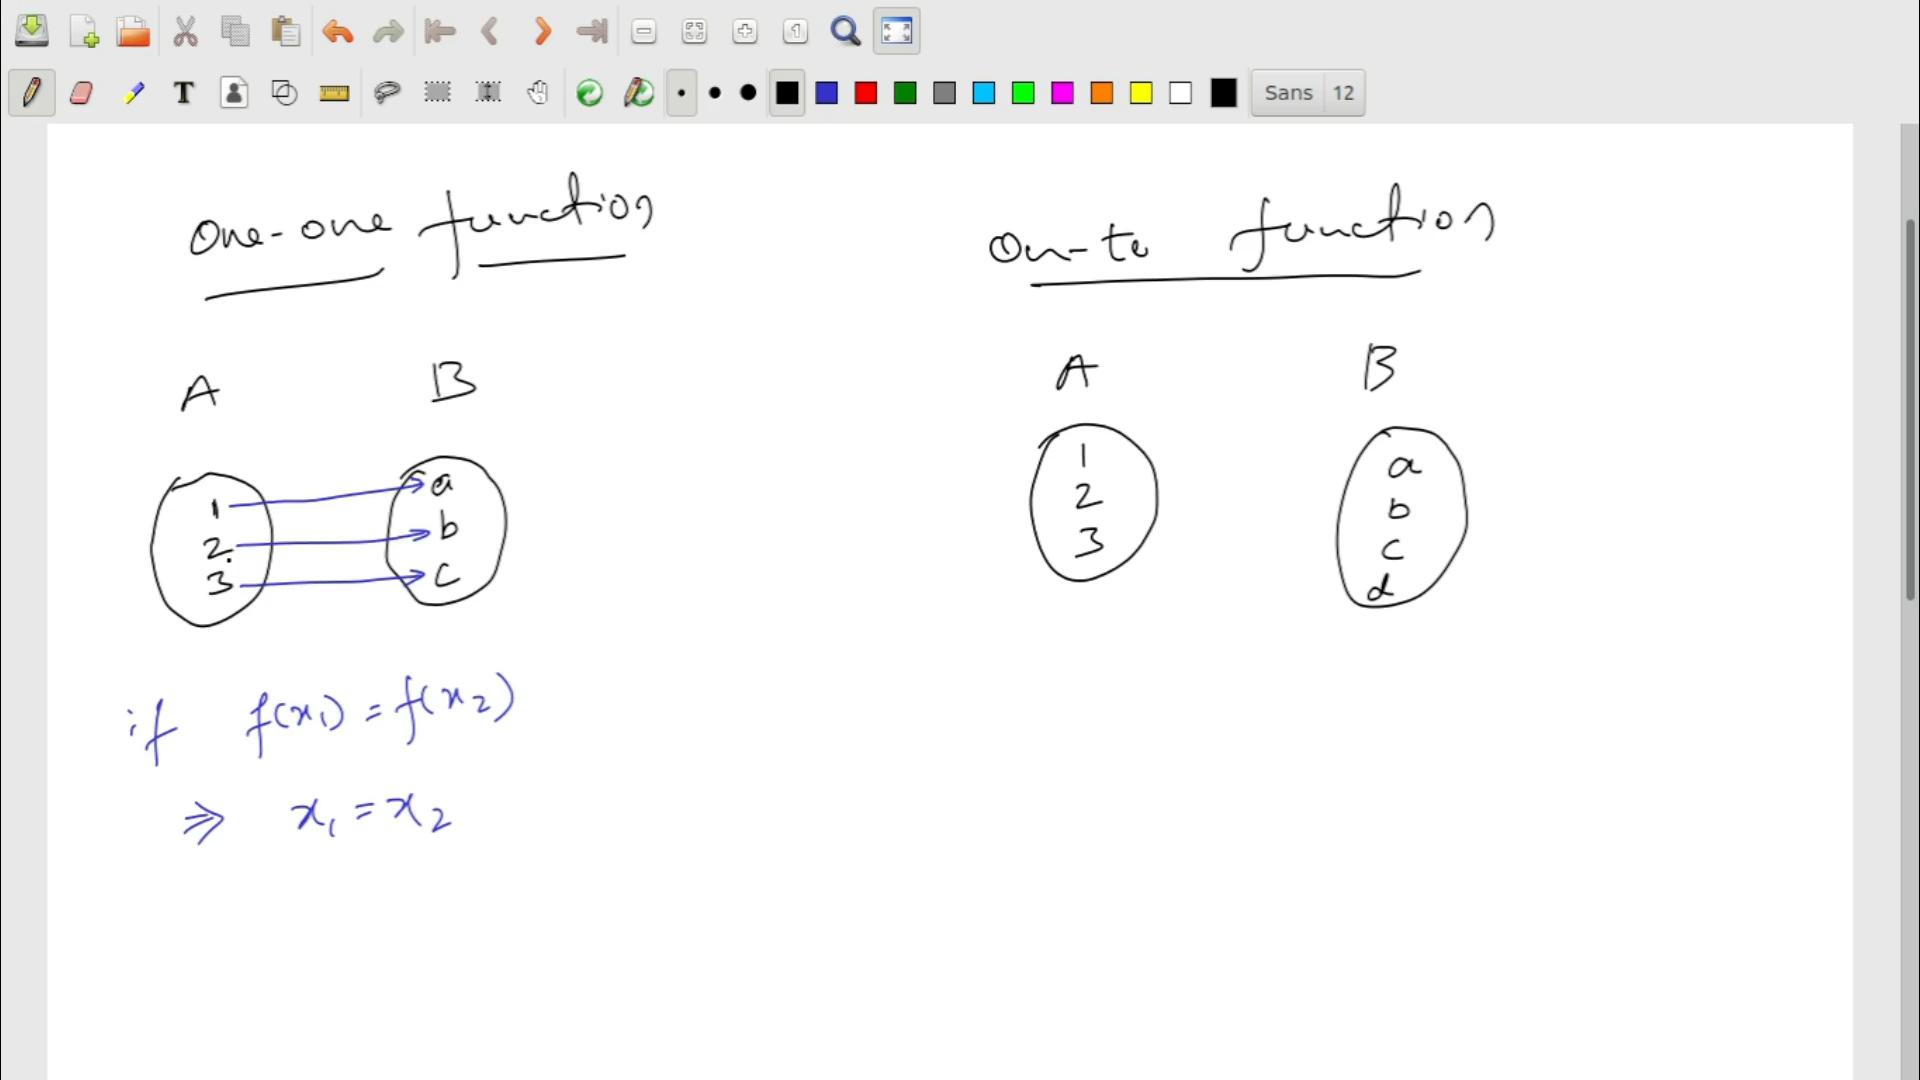 Sans 12
One-one function
On-to function
A B
1 a
2 b
3 c
A B
1 a
2 b
3 c
d
if f(x₁) = f(x₂)
⇒ x₁ = x₂